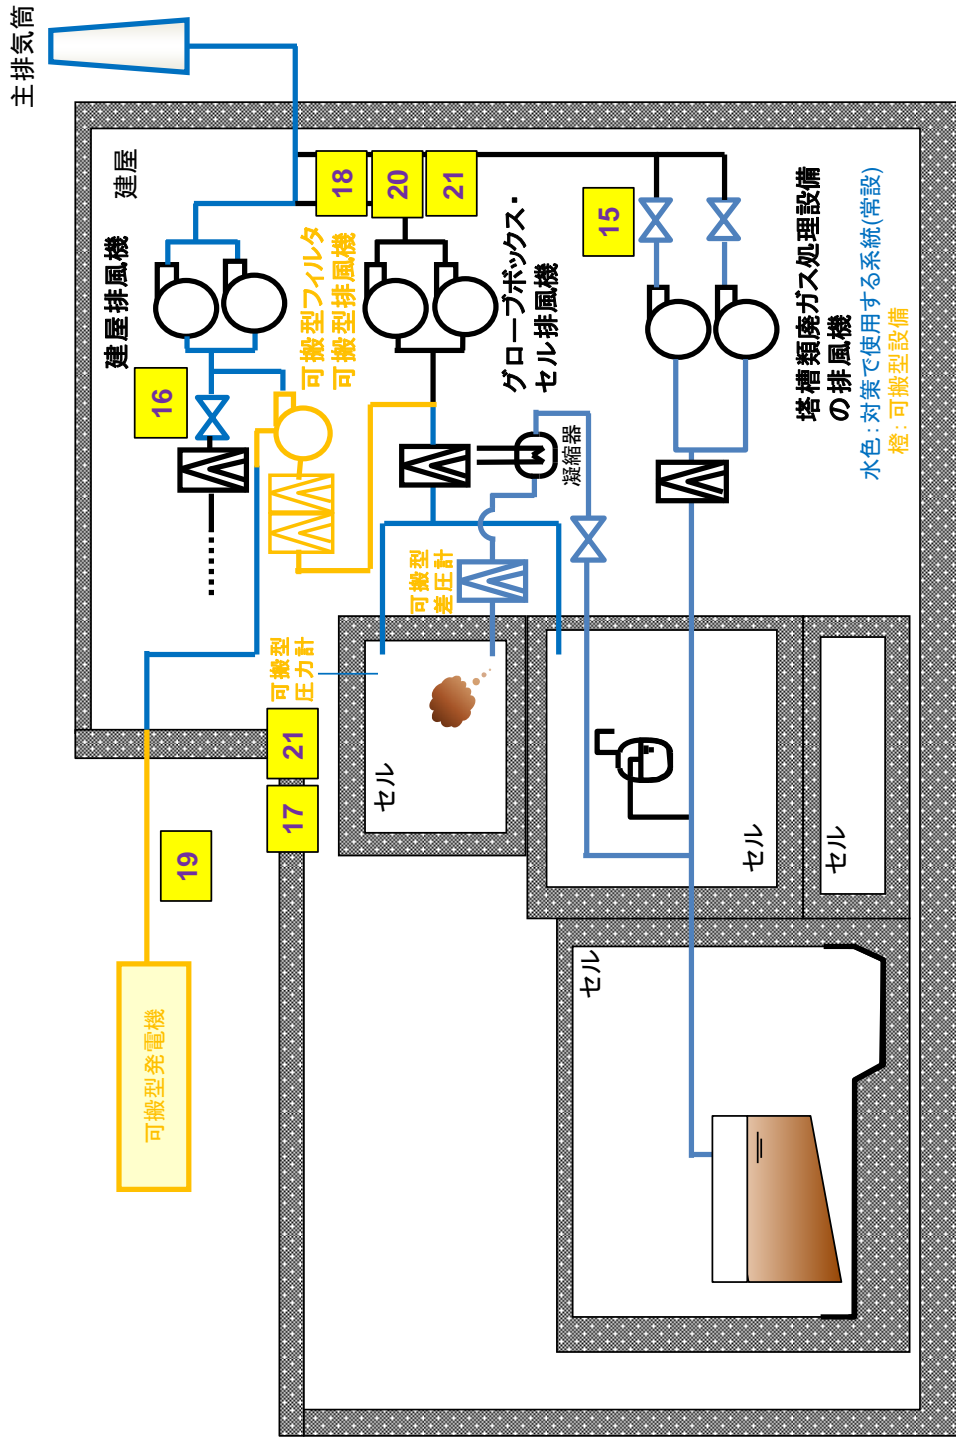 主排気筒
建屋
建屋排風機
16
可搬型フィルタ
可搬型排風機
18
20
21
グローブボックス・
セル排風機
15
塔槽類廃ガス処理設備
の排風機
水色：対策で使用する系統(常設)
橙：可搬型設備
凝縮器
可搬型
差圧計
可搬型
圧力計
21
17
19
可搬型発電機
セル
セル
セル
セル